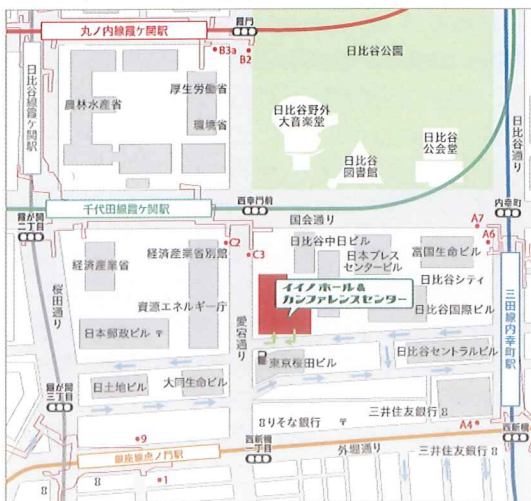 丸ノ内線霞ケ関駅
霞門
B3a
B2
日比谷公園
日比谷線霞ケ関駅
農林水産省
厚生労働省
環境省
日比谷野外
大音楽堂
日比谷
図書館
日比谷
公会堂
日比谷通り
千代田線霞ケ関駅
西幸門前
国会通り
内幸町
霞が関
二丁目
A7
A6
C2
C3
経済産業省
経済産業省別館
日比谷中日ビル
日本プレス
センタービル
富国生命ビル
日比谷シティ
日比谷国際ビル
イイノホール&
カンファレンスセンター
桜田通り
資源エネルギー庁
日本郵政ビル 〒
愛宕通り
三田線内幸町駅
東京桜田ビル
日比谷セントラルビル
霞が関
三丁目
日土地ビル
大同生命ビル
りそな銀行
〒
三井住友銀行
A4
西新橋
9
銀座線虎ノ門駅
西新橋
一丁目
外堀通り
三井住友銀行
1